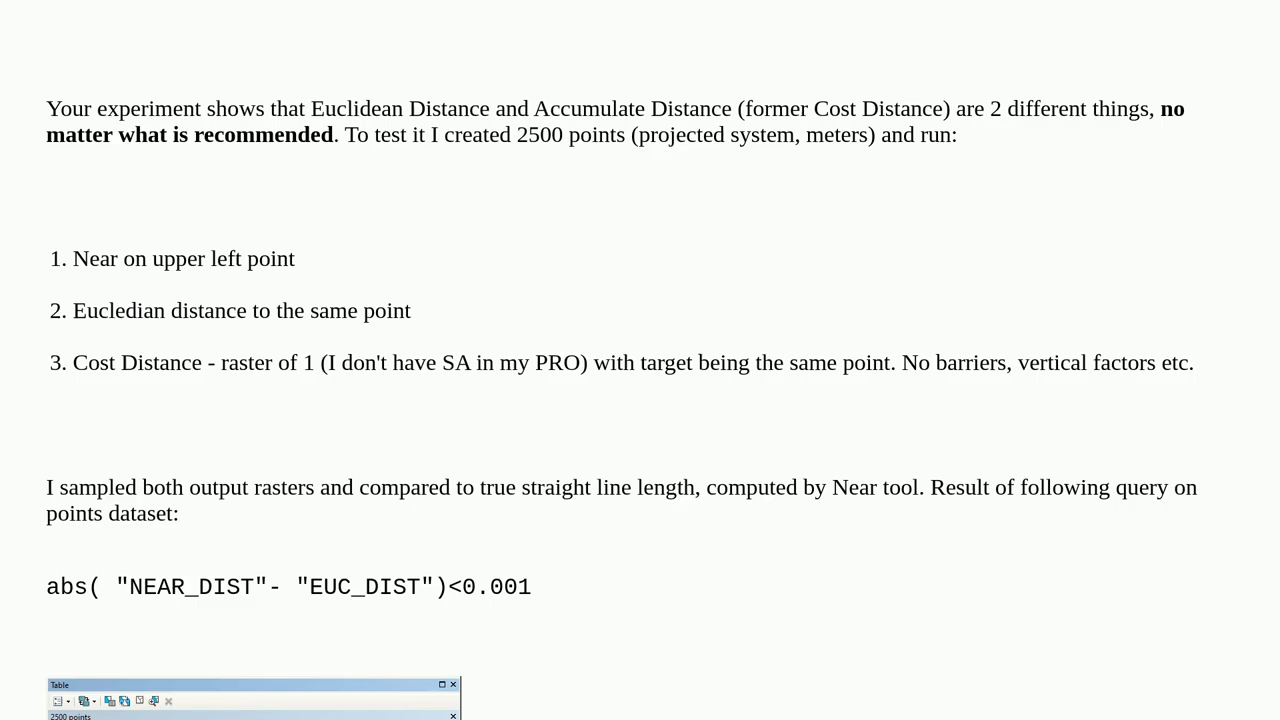 Your experiment shows that Euclidean Distance and Accumulate Distance (former Cost Distance) are 2 different things, no
matter what is recommended. To test it I created 2500 points (projected system, meters) and run:
1. Near on upper left point
2. Eucledian distance to the same point
3. Cost Distance - raster of 1 (I don't have SA in my PRO) with target being the same point. No barriers, vertical factors etc.
I sampled both output rasters and compared to true straight line length, computed by Near tool. Result of following query on
points dataset:
abs( "NEAR_DIST"- "EUC_DIST")<0.001
Table
2500 points